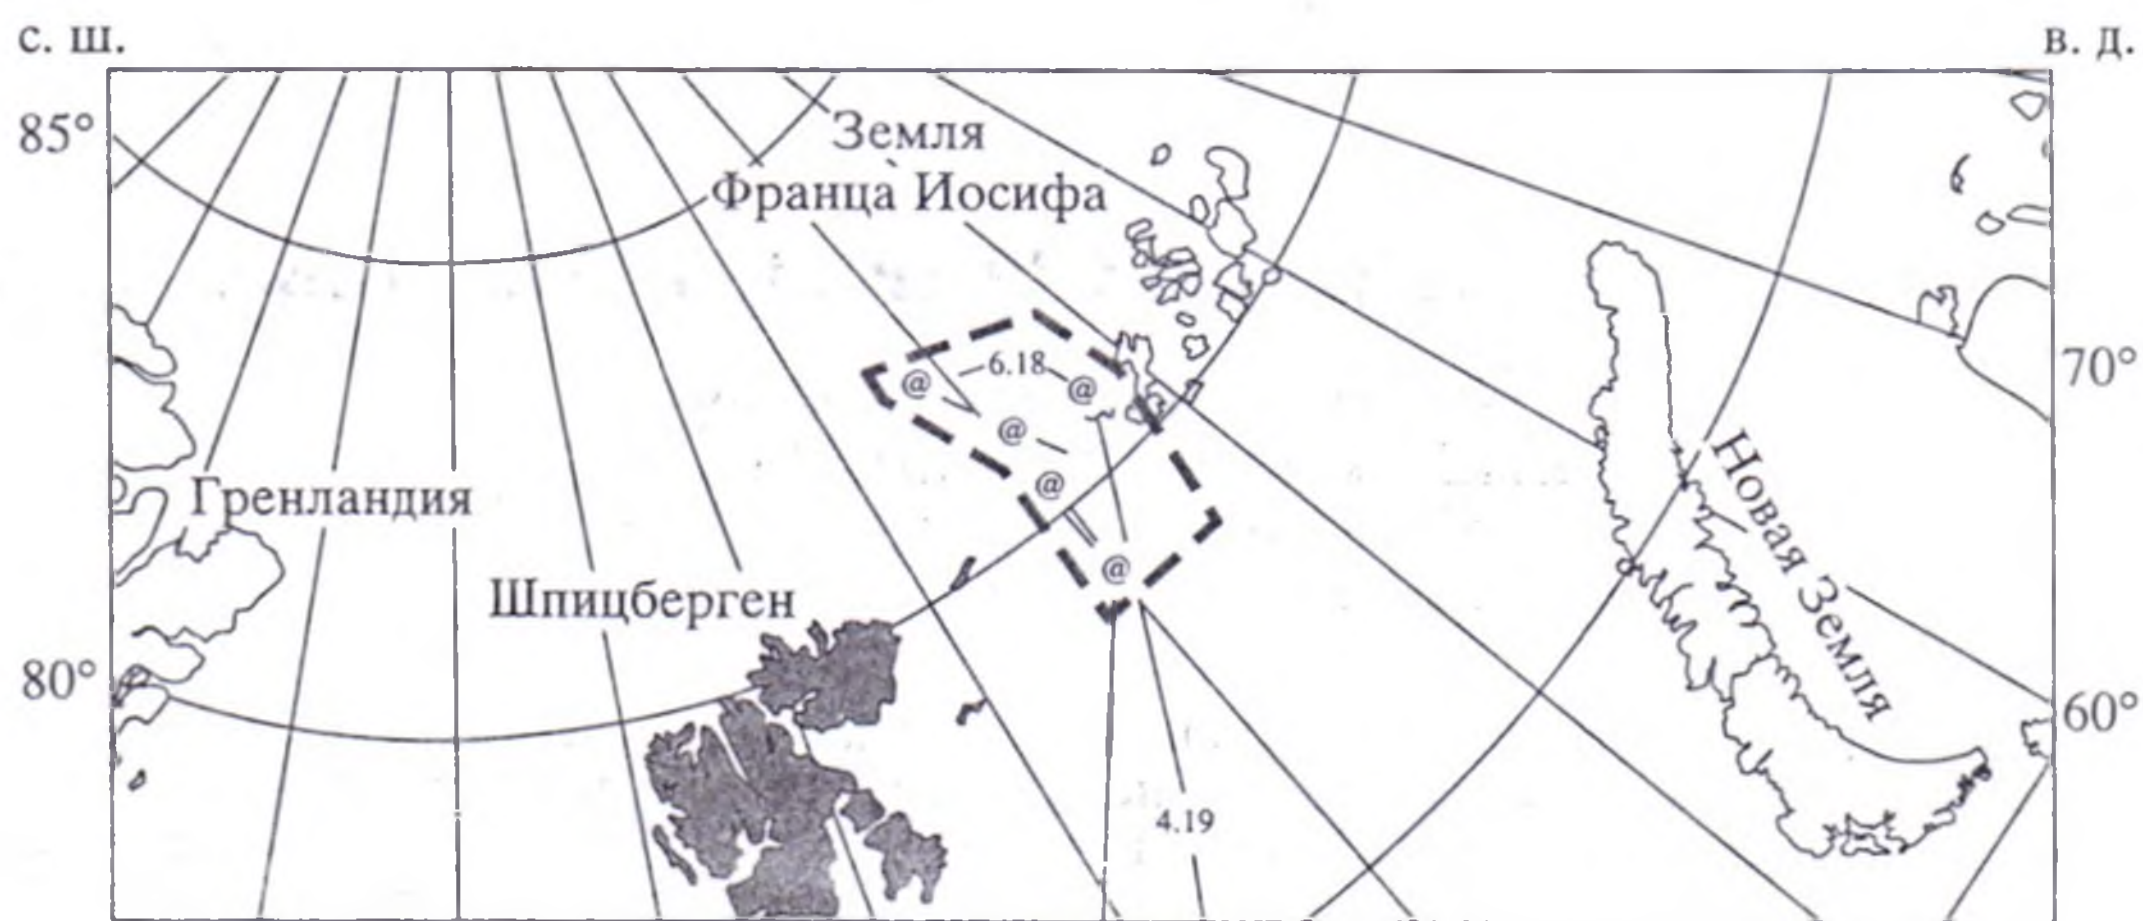 с. ш.
в. д.
85°
Земля
Франца Иосифа
6.18
@
@
@
@
@
70°
Гренландия
Новая Земля
Шпицберген
80°
60°
4.19